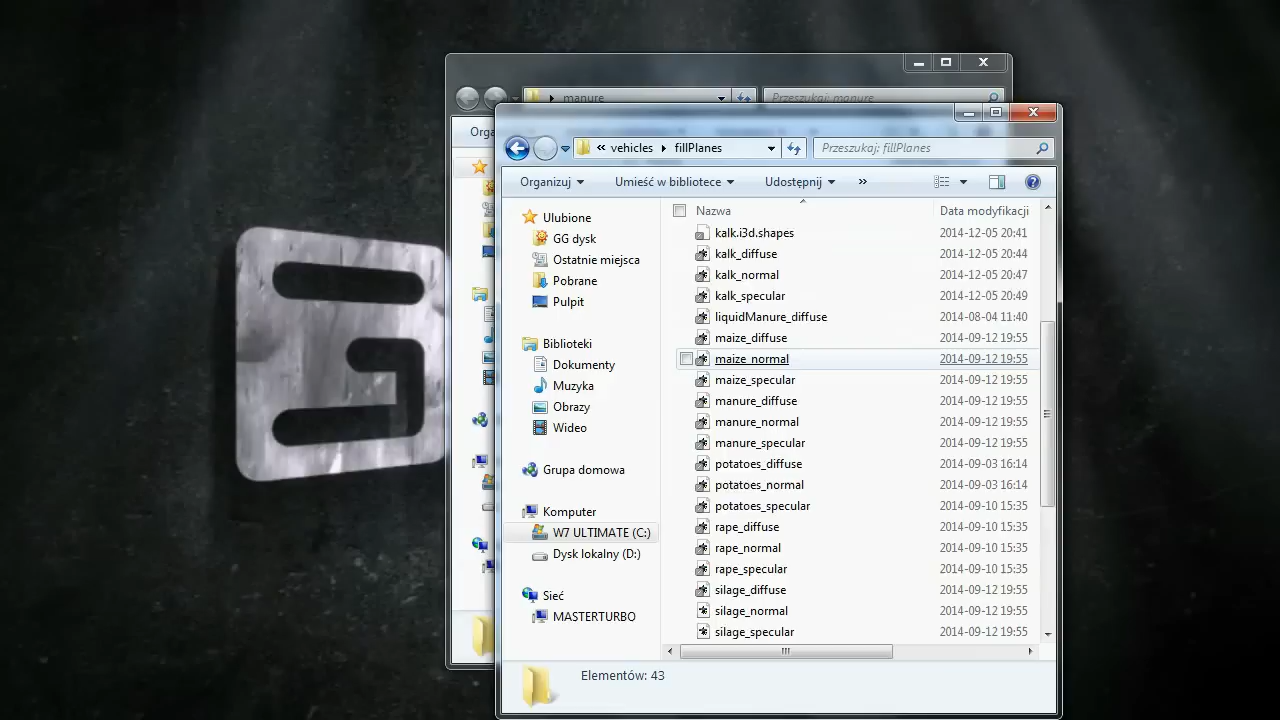 manure
Przeszukaj: manure
Orga
« vehicles ▸ fillPlanes
Przeszukaj: fillPlanes
Organizuj
Umieść w bibliotece
Udostępnij
»
Nazwa
Data modyfikacji
Ulubione
GG dysk
Ostatnie miejsca
Pobrane
Pulpit
Biblioteki
Dokumenty
Muzyka
Obrazy
Wideo
Grupa domowa
Komputer
W7 ULTIMATE (C:)
Dysk lokalny (D:)
Sieć
MASTERTURBO
kalk.i3d.shapes 2014-12-05 20:41
kalk_diffuse 2014-12-05 20:44
kalk_normal 2014-12-05 20:47
kalk_specular 2014-12-05 20:49
liquidManure_diffuse 2014-08-04 11:40
maize_diffuse 2014-09-12 19:55
maize_normal 2014-09-12 19:55
maize_specular 2014-09-12 19:55
manure_diffuse 2014-09-12 19:55
manure_normal 2014-09-12 19:55
manure_specular 2014-09-12 19:55
potatoes_diffuse 2014-09-03 16:14
potatoes_normal 2014-09-03 16:14
potatoes_specular 2014-09-10 15:35
rape_diffuse 2014-09-10 15:35
rape_normal 2014-09-10 15:35
rape_specular 2014-09-10 15:35
silage_diffuse 2014-09-12 19:55
silage_normal 2014-09-12 19:55
silage_specular 2014-09-12 19:55
Elementów: 43